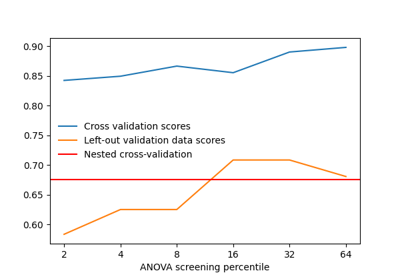 0.90
0.85
0.80
0.75
0.70
0.65
0.60
Cross validation scores
Left-out validation data scores
Nested cross-validation
2 4 8 16 32 64
ANOVA screening percentile